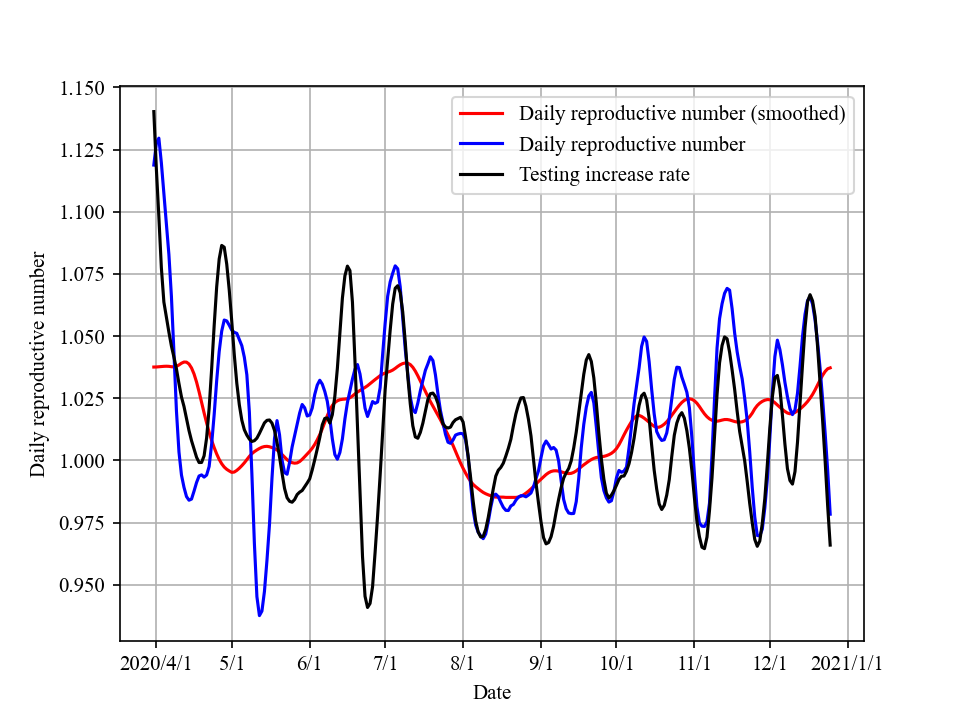 1.150
1.125
1.100
1.075
1.050
1.025
1.000
0.975
0.950
Daily reproductive number
Daily reproductive number (smoothed)
Daily reproductive number
Testing increase rate
2020/4/1 5/1 6/1 7/1 8/1 9/1 10/1 11/1 12/1 2021/1/1
Date